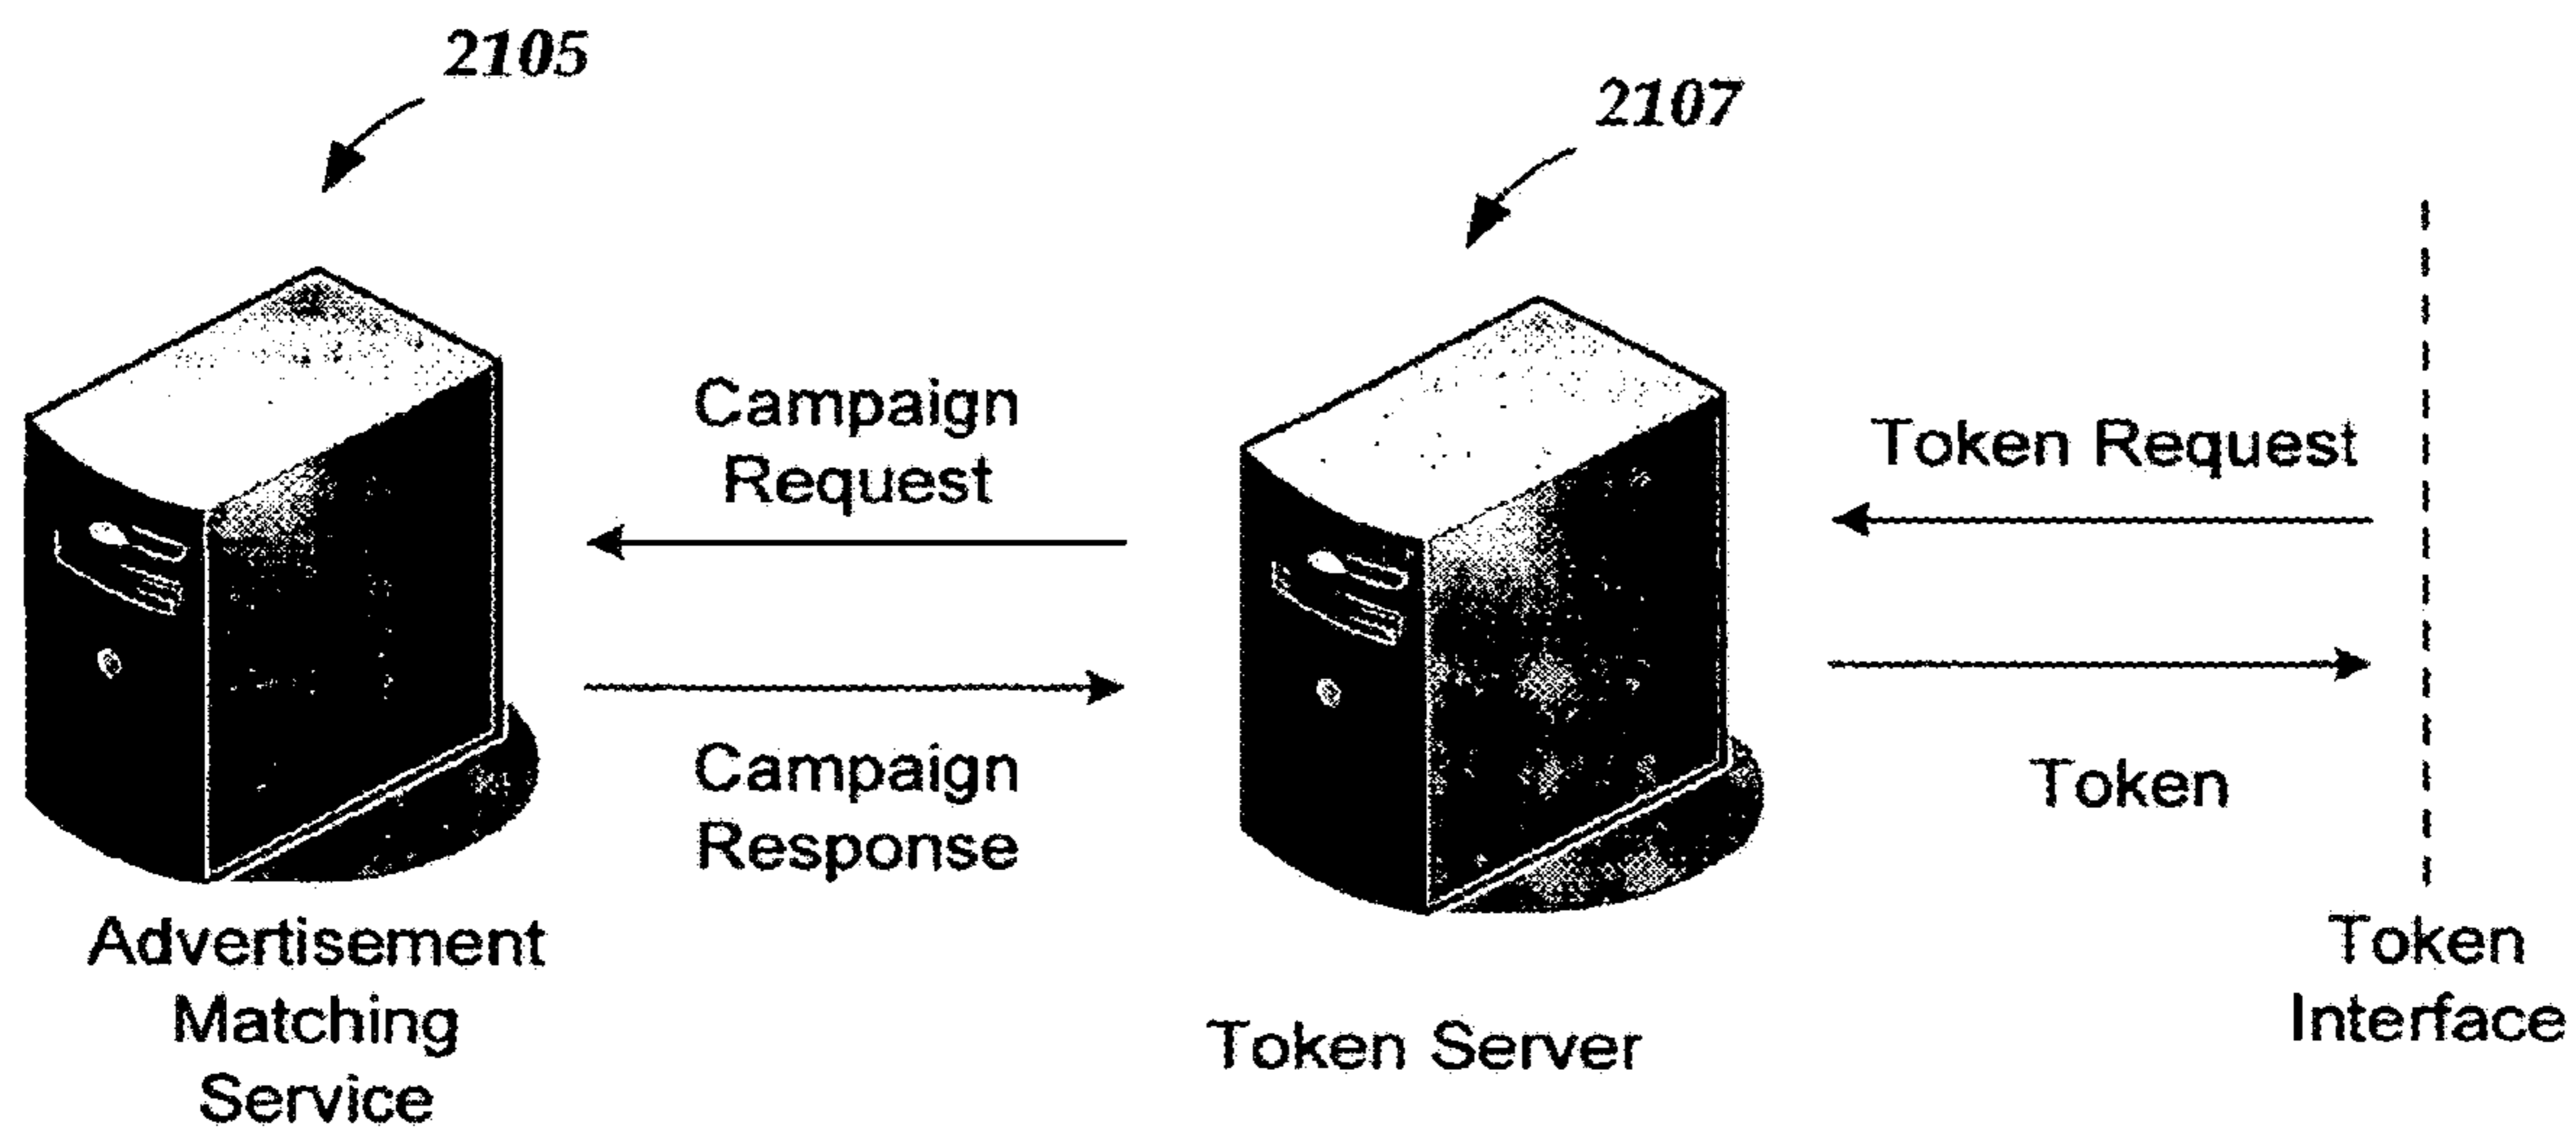 2105
2107
Campaign
Request
Token Request
Campaign
Response
Token
Advertisement
Matching
Service
Token Server
Token
Interface